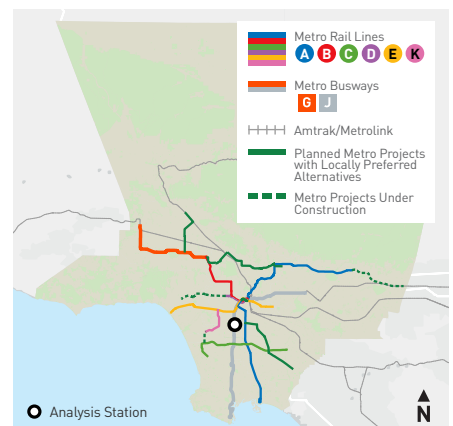 Metro Rail Lines
A B C D E K
Metro Busways
G J
Amtrak/Metrolink
Planned Metro Projects
with Locally Preferred
Alternatives
Metro Projects Under
Construction
Analysis Station
N